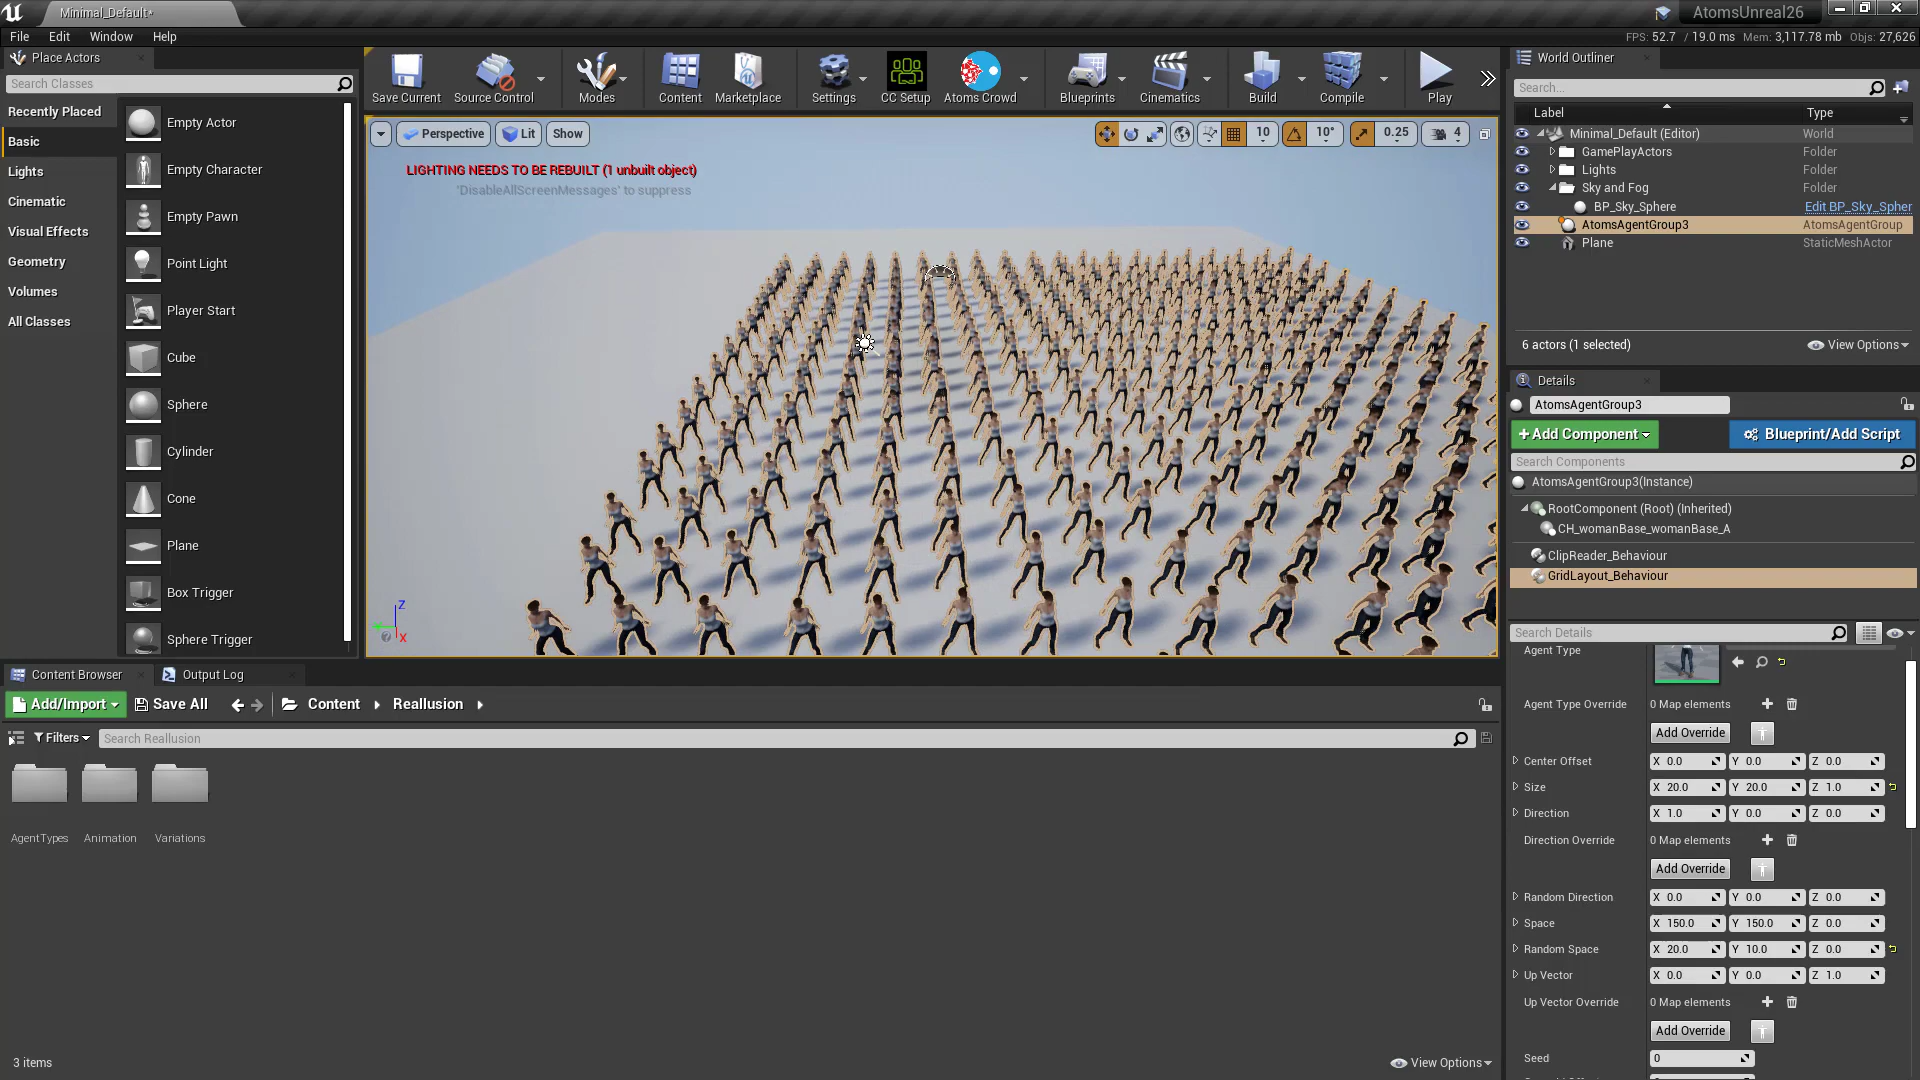 Minimal_Default*
AtomsUnreal26
File Edit Window Help
FPS: 52.7 / 19.0 ms Mem: 3,117.78 mb Objs: 27,626
Place Actors
Search Classes
Recently Placed
Basic
Lights
Cinematic
Visual Effects
Geometry
Volumes
All Classes
Empty Actor
Empty Character
Empty Pawn
Point Light
Player Start
Cube
Sphere
Cylinder
Cone
Plane
Box Trigger
Sphere Trigger
Save Current Source Control Modes Content Marketplace Settings CC Setup Atoms Crowd Blueprints Cinematics Build Compile Play
Perspective Lit Show
10 10° 0.25 4
LIGHTING NEEDS TO BE REBUILT (1 unbuilt object)
'DisableAllScreenMessages' to suppress
Z
X
World Outliner
Search...
Label Type
Minimal_Default (Editor) World
GamePlayActors Folder
Lights Folder
Sky and Fog Folder
BP_Sky_Sphere Edit BP_Sky_Spher
AtomsAgentGroup3 AtomsAgentGroup
Plane StaticMeshActor
6 actors (1 selected) View Options
Details
AtomsAgentGroup3
+Add Component Blueprint/Add Script
Search Components
AtomsAgentGroup3(Instance)
RootComponent (Root) (Inherited)
CH_womanBase_womanBase_A
ClipReader_Behaviour
GridLayout_Behaviour
Search Details
Agent Type
Agent Type Override 0 Map elements
Add Override
Center Offset X 0.0 Y 0.0 Z 0.0
Size X 20.0 Y 20.0 Z 1.0
Direction X 1.0 Y 0.0 Z 0.0
Direction Override 0 Map elements
Add Override
Random Direction X 0.0 Y 0.0 Z 0.0
Space X 150.0 Y 150.0 Z 0.0
Random Space X 20.0 Y 10.0 Z 0.0
Up Vector X 0.0 Y 0.0 Z 1.0
Up Vector Override 0 Map elements
Add Override
Seed 0
Content Browser Output Log
Add/Import Save All Content Reallusion
Filters Search Reallusion
AgentTypes Animation Variations
3 items View Options